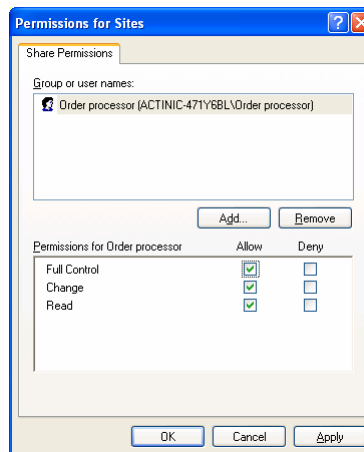 Permissions for Sites
Share Permissions
Group or user names:
Order processor (ACTINIC-471Y6BL\Order processor)
Add... Remove
Permissions for Order processor Allow Deny
Full Control
Change
Read
OK Cancel Apply